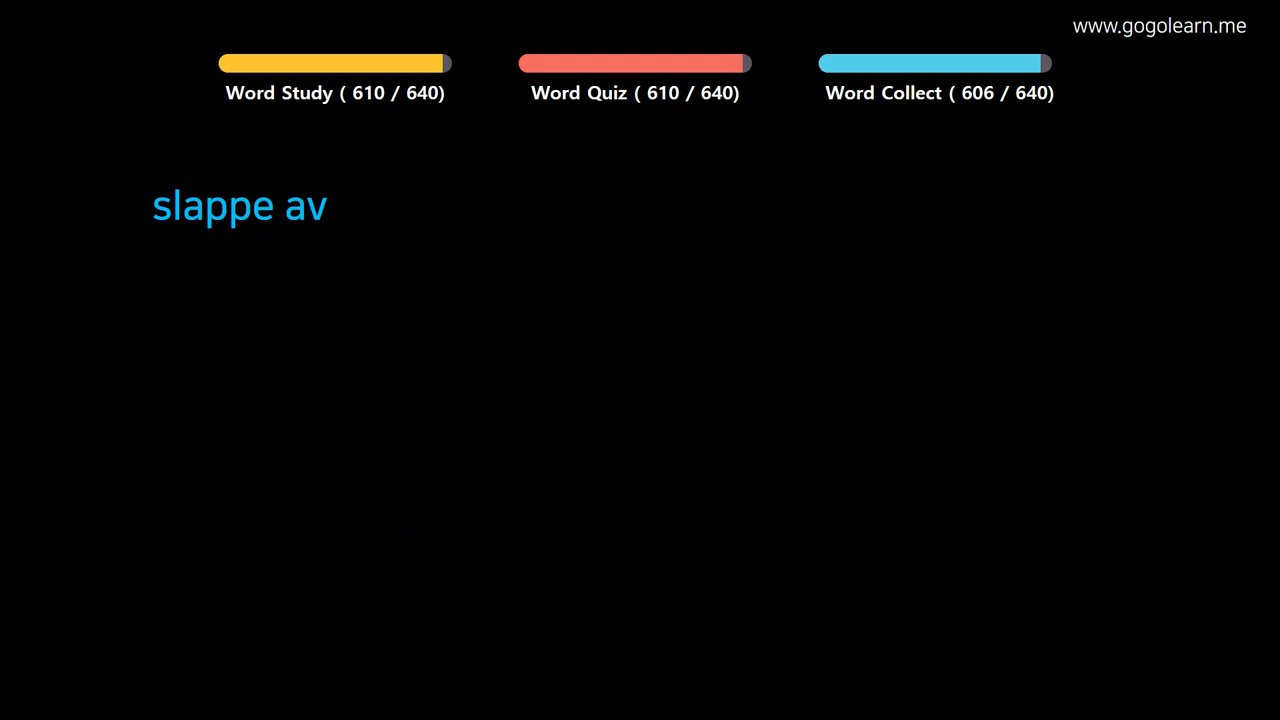 www.gogolearn.me
Word Study ( 610 / 640)
Word Quiz ( 610 / 640)
Word Collect ( 606 / 640)
slappe av